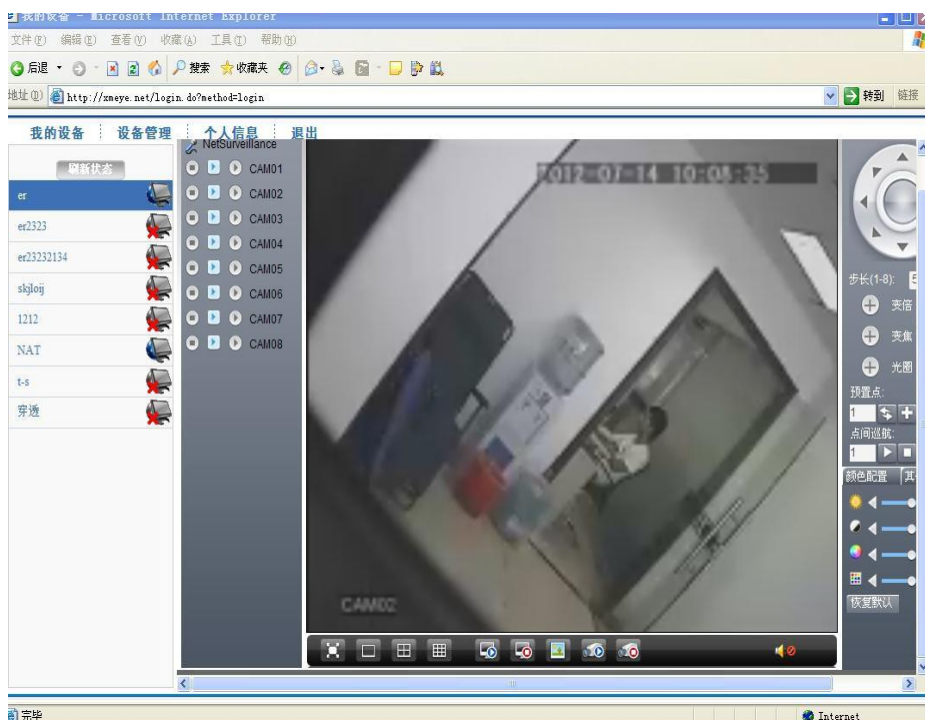 我的设备 - Microsoft Internet Explorer
文件(F) 编辑(E) 查看(V) 收藏(A) 工具(T) 帮助(H)
后退 搜索 收藏夹
地址(D) http://xmeye.net/login.do?method=login 转到 链接
我的设备 设备管理 个人信息 退出
刷新状态
er
er2323
er23232134
skjloij
1212
NAT
t-s
穿透
NetSurveillance
CAM01
CAM02
CAM03
CAM04
CAM05
CAM06
CAM07
CAM08
2012-07-14 10:08:35
CAM02
步长(1-8): 5
变倍
变焦
光圈
预置点:
1
点间巡航:
1
颜色配置 其
恢复默认
完毕 Internet